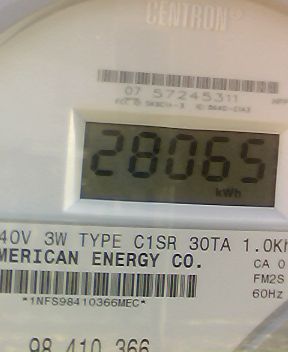 CENTRON®
07 57245311
28065
kWh
40V 3W TYPE C1SR 30TA 1.0Kh
MERICAN ENERGY CO.
CA 0
FM2S
60Hz
*1NFS98410366MEC*
98 410 366